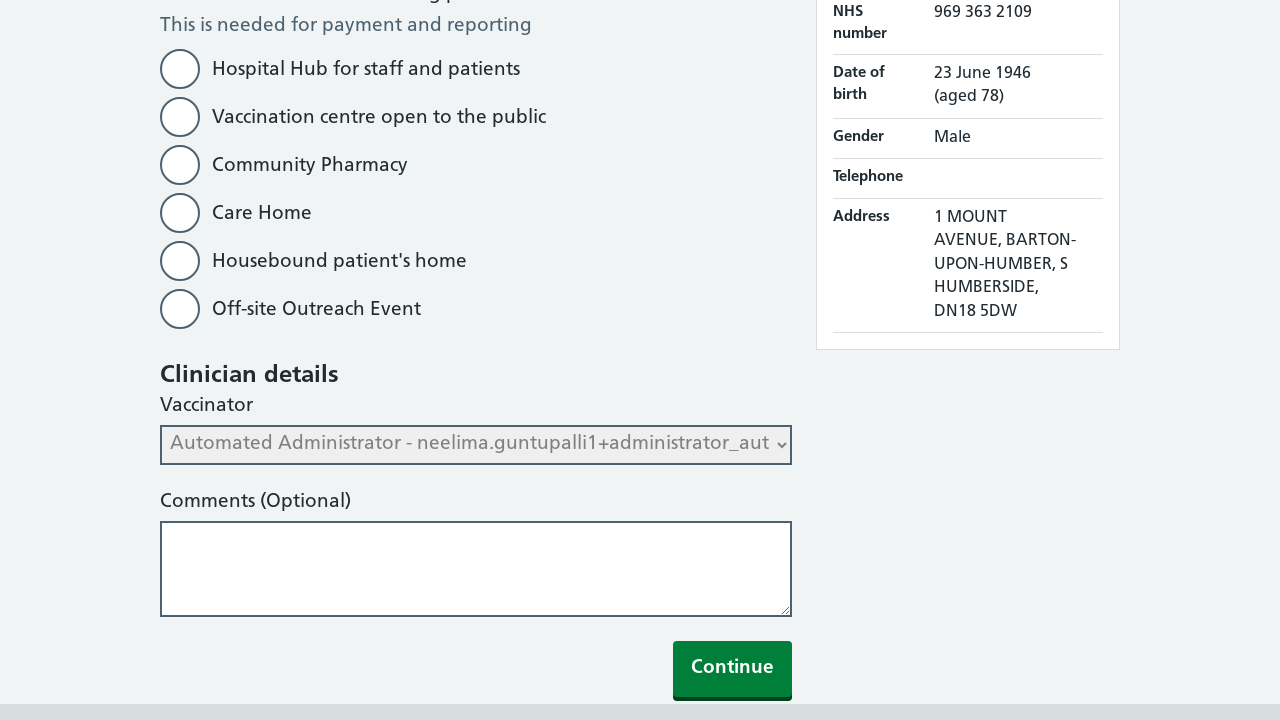 This is needed for payment and reporting
Hospital Hub for staff and patients
Vaccination centre open to the public
Community Pharmacy
Care Home
Housebound patient's home
Off-site Outreach Event
Clinician details
Vaccinator
Automated Administrator - neelima.guntupalli1+administrator_aut
Comments (Optional)
Continue
NHS number
969 363 2109
Date of birth
23 June 1946
(aged 78)
Gender
Male
Telephone
Address
1 MOUNT
AVENUE, BARTON-
UPON-HUMBER, S
HUMBERSIDE,
DN18 5DW